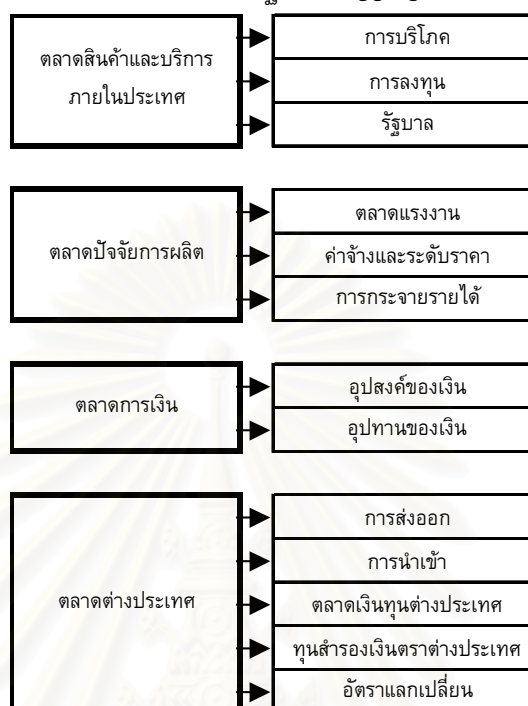 ตลาดสินค้าและบริการ
ภายในประเทศ
การบริโภค
การลงทุน
รัฐบาล
ตลาดปัจจัยการผลิต
ตลาดแรงงาน
ค่าจ้างและระดับราคา
การกระจายรายได้
ตลาดการเงิน
อุปสงค์ของเงิน
อุปทานของเงิน
ตลาดต่างประเทศ
การส่งออก
การนำเข้า
ตลาดเงินทุนต่างประเทศ
ทุนสำรองเงินตราต่างประเทศ
อัตราแลกเปลี่ยน